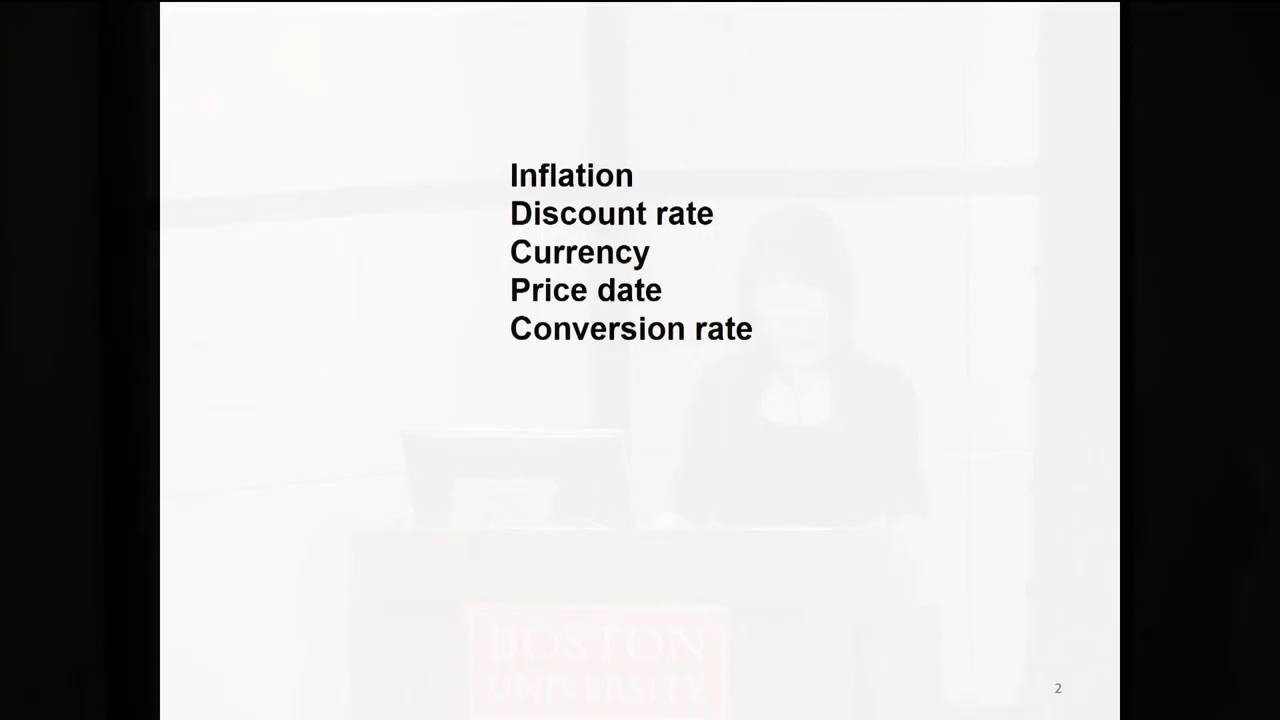 Inflation
Discount rate
Currency
Price date
Conversion rate
BOSTON
UNIVERSITY
2